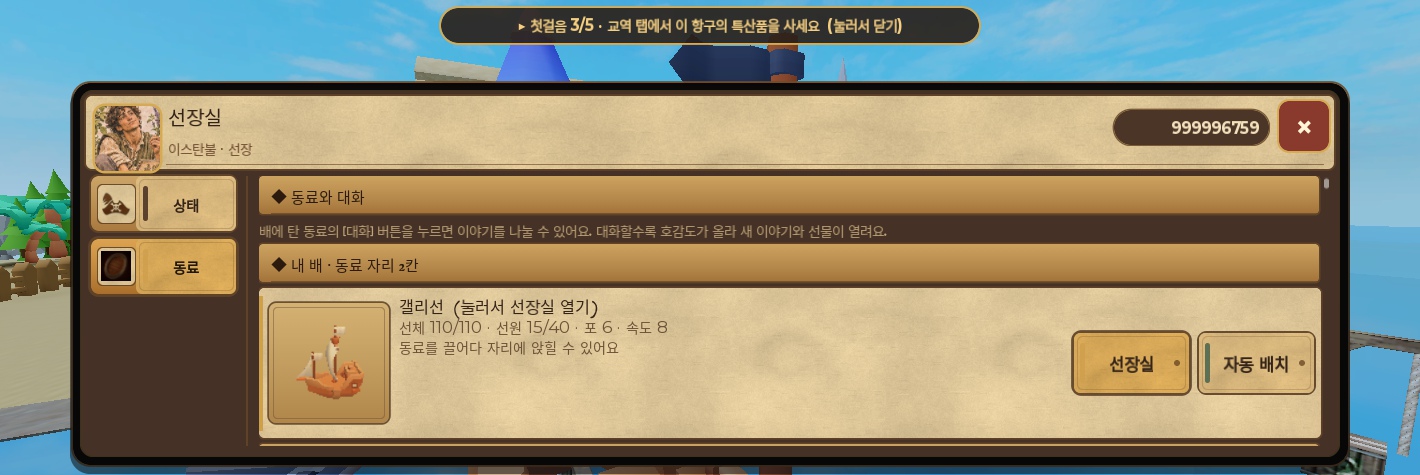 ▸ 첫걸음 3/5 · 교역 탭에서 이 항구의 특산품을 사세요 (눌러서 닫기)
선장실
이스탄불 · 선장
999996759
×
상태
동료
◆ 동료와 대화
배에 탄 동료의 [대화] 버튼을 누르면 이야기를 나눌 수 있어요. 대화할수록 호감도가 올라 새 이야기와 선물이 열려요.
◆ 내 배 · 동료 자리 2칸
갤리선 (눌러서 선장실 열기)
선체 110/110 · 선원 15/40 · 포 6 · 속도 8
동료를 끌어다 자리에 앉힐 수 있어요
선장실
자동 배치